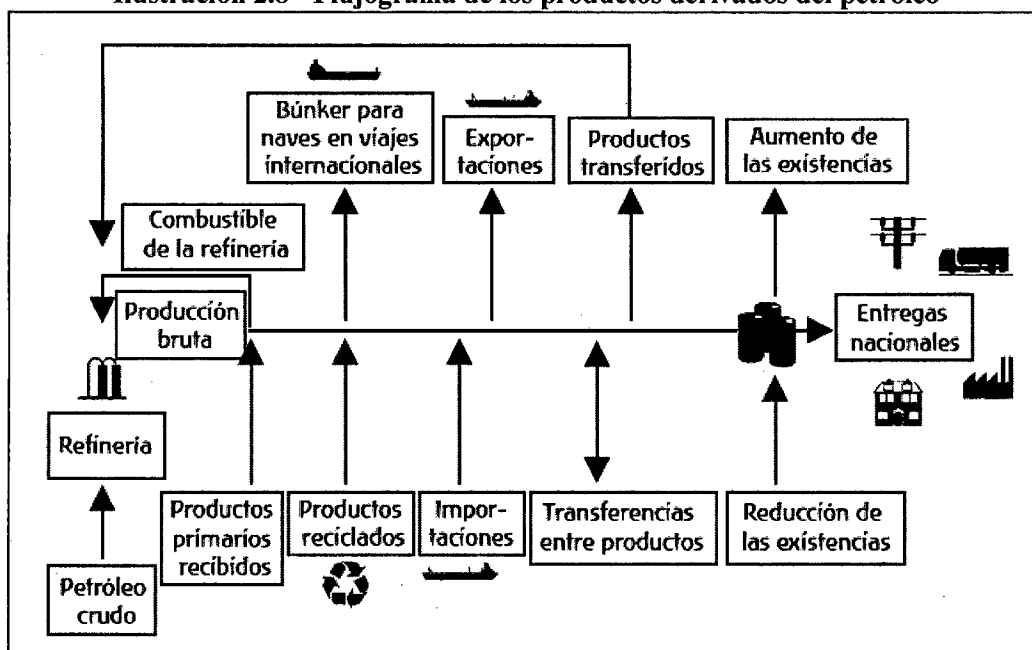 Ilustración 2.8 - Flujograma de los productos derivados del petróleo
Búnker para
naves en viajes
internacionales
Expor-
taciones
Productos
transferidos
Aumento de
las existencias
Combustible
de la refinería
Producción
bruta
Entregas
nacionales
Refinería
Productos
primarios
recibidos
Productos
reciclados
Impor-
taciones
Transferencias
entre productos
Reducción de
las existencias
Petróleo
crudo